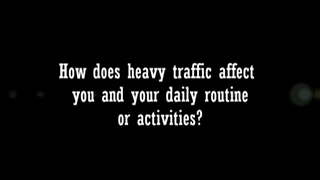 How does heavy traffic affect
you and your daily routine
or activities?